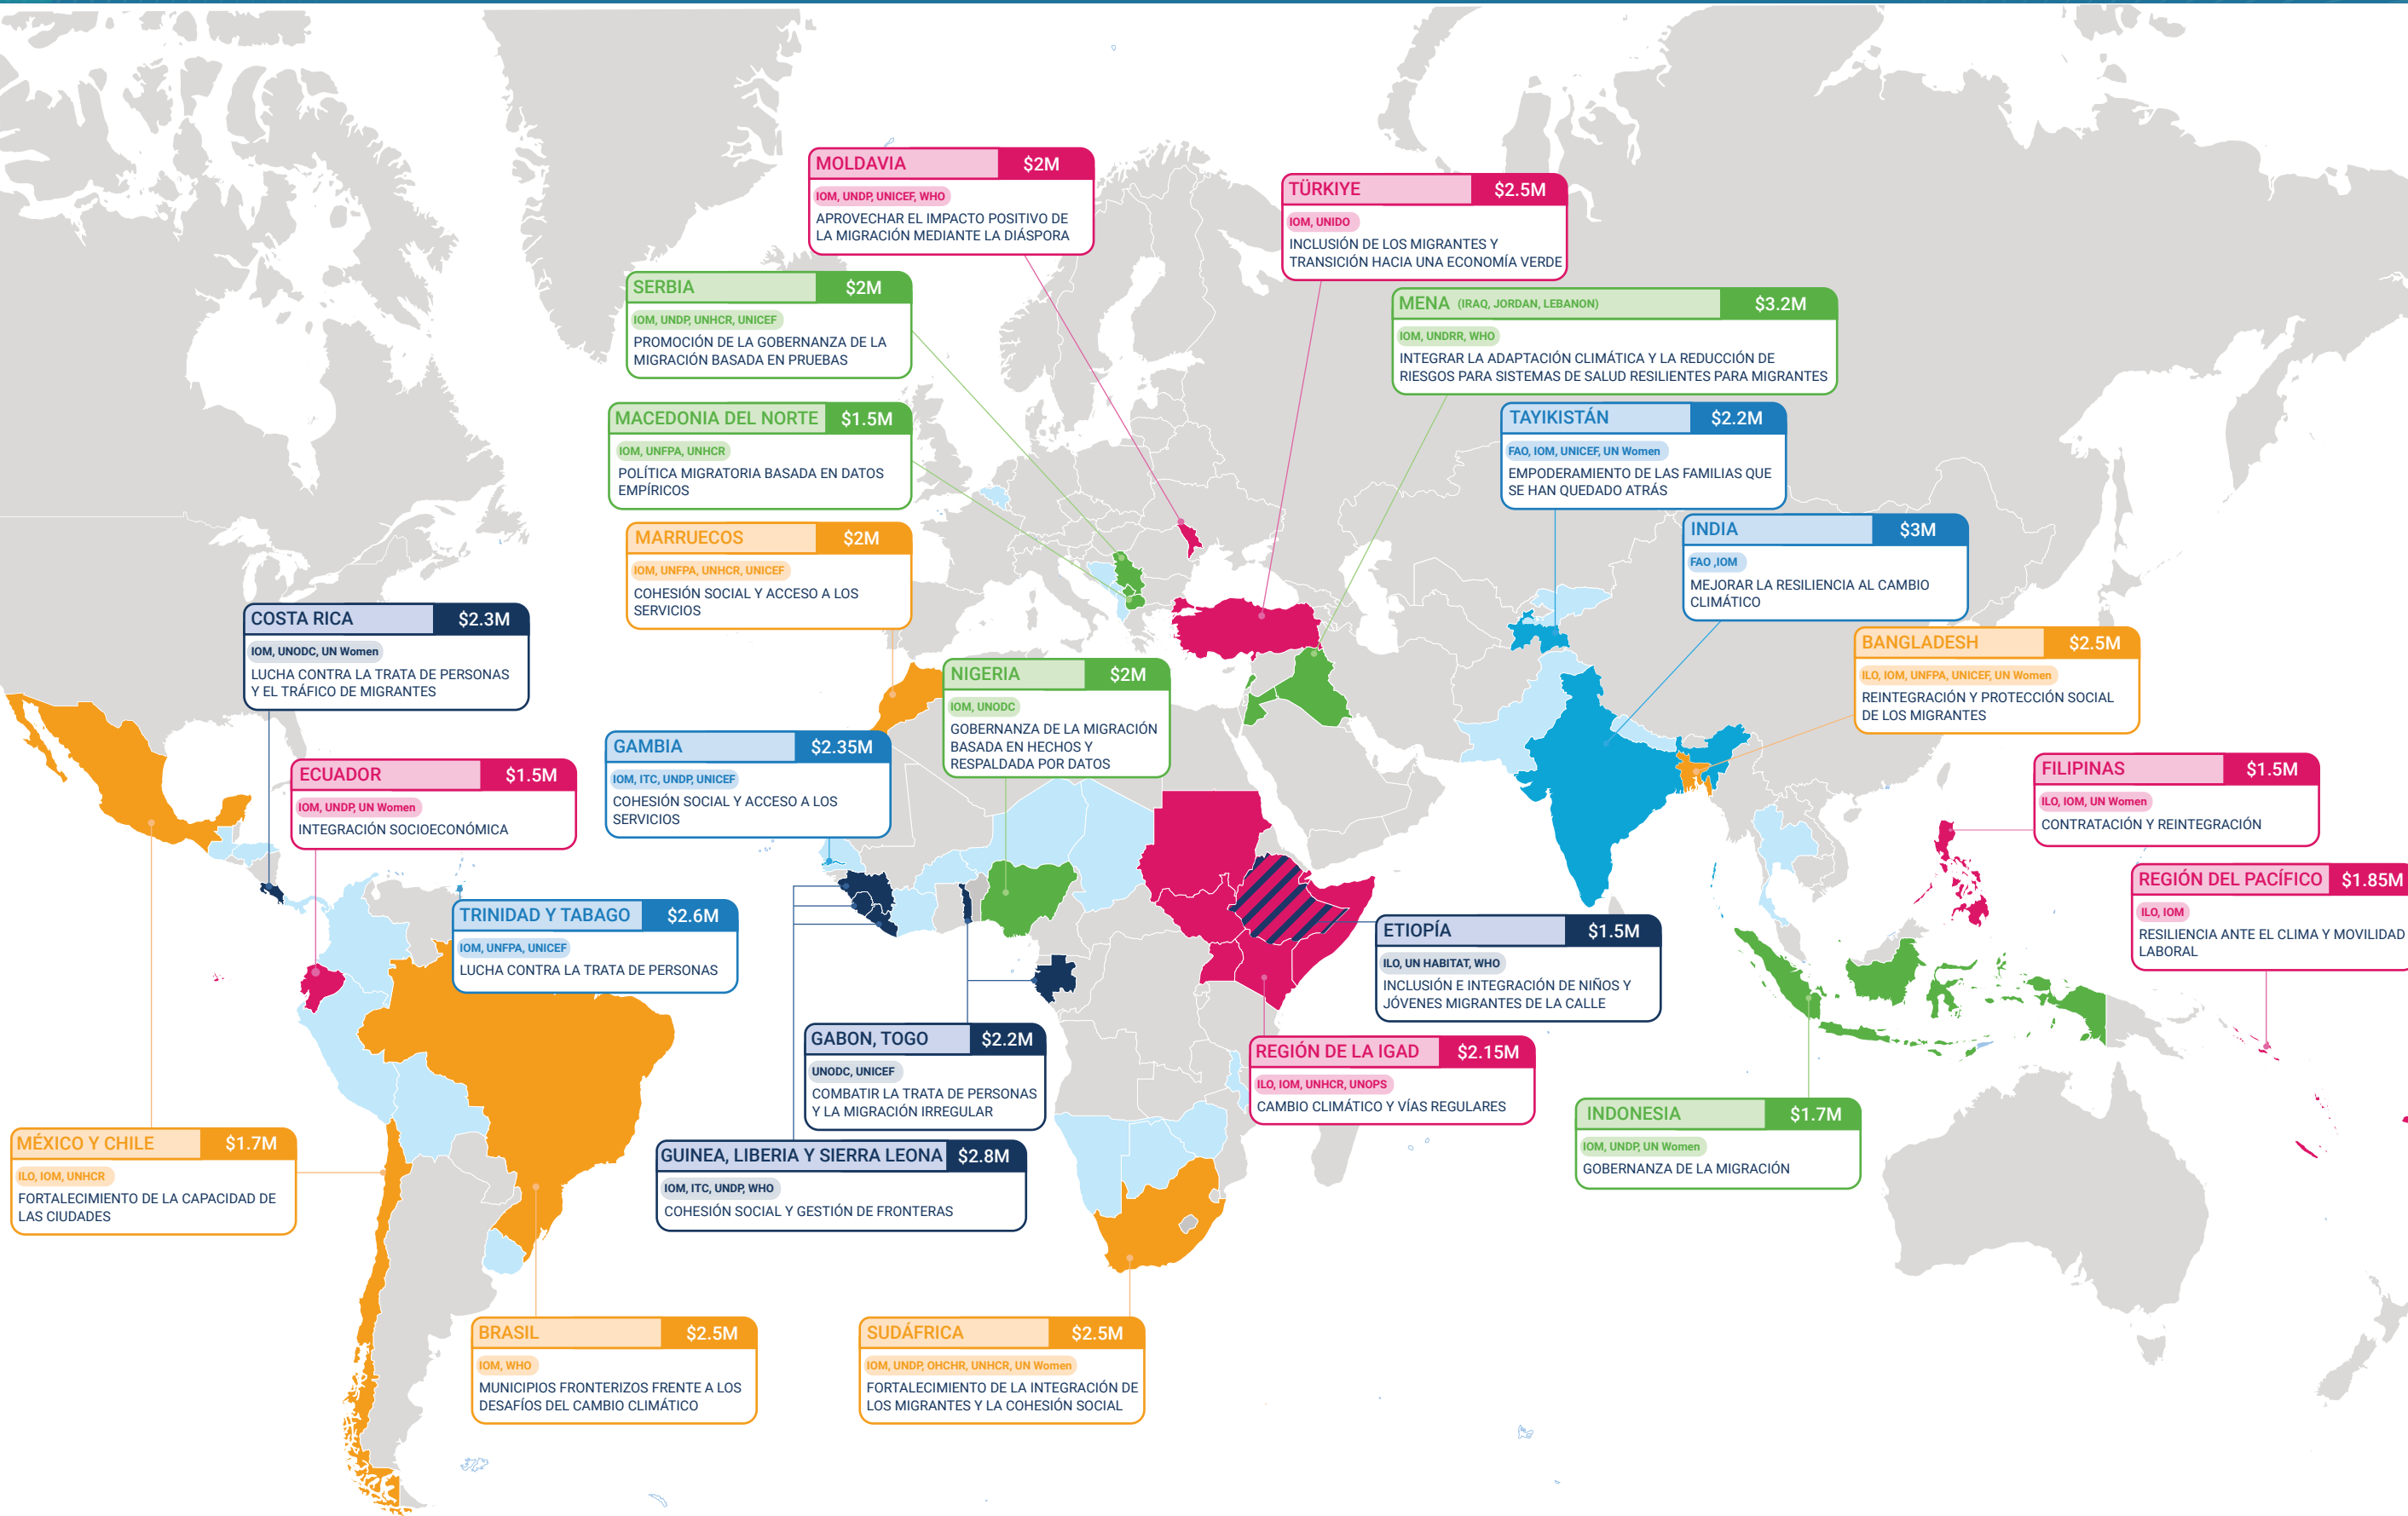 MOLDAVIA $2M
IOM, UNDP, UNICEF, WHO
APROVECHAR EL IMPACTO POSITIVO DE
LA MIGRACIÓN MEDIANTE LA DIÁSPORA
TÜRKIYE $2.5M
IOM, UNIDO
INCLUSIÓN DE LOS MIGRANTES Y
TRANSICIÓN HACIA UNA ECONOMÍA VERDE
SERBIA $2M
IOM, UNDP, UNHCR, UNICEF
PROMOCIÓN DE LA GOBERNANZA DE LA
MIGRACIÓN BASADA EN PRUEBAS
MENA (IRAQ, JORDAN, LEBANON) $3.2M
IOM, UNDRR, WHO
INTEGRAR LA ADAPTACIÓN CLIMÁTICA Y LA REDUCCIÓN DE
RIESGOS PARA SISTEMAS DE SALUD RESILIENTES PARA MIGRANTES
MACEDONIA DEL NORTE $1.5M
IOM, UNFPA, UNHCR
POLÍTICA MIGRATORIA BASADA EN DATOS
EMPÍRICOS
TAYIKISTÁN $2.2M
FAO, IOM, UNICEF, UN Women
EMPODERAMIENTO DE LAS FAMILIAS QUE
SE HAN QUEDADO ATRÁS
MARRUECOS $2M
IOM, UNFPA, UNHCR, UNICEF
COHESIÓN SOCIAL Y ACCESO A LOS
SERVICIOS
INDIA $3M
FAO ,IOM
MEJORAR LA RESILIENCIA AL CAMBIO
CLIMÁTICO
COSTA RICA $2.3M
IOM, UNODC, UN Women
LUCHA CONTRA LA TRATA DE PERSONAS
Y EL TRÁFICO DE MIGRANTES
BANGLADESH $2.5M
ILO, IOM, UNFPA, UNICEF, UN Women
REINTEGRACIÓN Y PROTECCIÓN SOCIAL
DE LOS MIGRANTES
NIGERIA $2M
IOM, UNODC
GOBERNANZA DE LA MIGRACIÓN
BASADA EN HECHOS Y
RESPALDADA POR DATOS
GAMBIA $2.35M
IOM, ITC, UNDP, UNICEF
COHESIÓN SOCIAL Y ACCESO A LOS
SERVICIOS
ECUADOR $1.5M
IOM, UNDP, UN Women
INTEGRACIÓN SOCIOECONÓMICA
FILIPINAS $1.5M
ILO, IOM, UN Women
CONTRATACIÓN Y REINTEGRACIÓN
REGIÓN DEL PACÍFICO $1.85M
ILO, IOM
RESILIENCIA ANTE EL CLIMA Y MOVILIDAD
LABORAL
TRINIDAD Y TABAGO $2.6M
IOM, UNFPA, UNICEF
LUCHA CONTRA LA TRATA DE PERSONAS
ETIOPÍA $1.5M
ILO, UN HABITAT, WHO
INCLUSIÓN E INTEGRACIÓN DE NIÑOS Y
JÓVENES MIGRANTES DE LA CALLE
GABON, TOGO $2.2M
UNODC, UNICEF
COMBATIR LA TRATA DE PERSONAS
Y LA MIGRACIÓN IRREGULAR
REGIÓN DE LA IGAD $2.15M
ILO, IOM, UNHCR, UNOPS
CAMBIO CLIMÁTICO Y VÍAS REGULARES
INDONESIA $1.7M
IOM, UNDP, UN Women
GOBERNANZA DE LA MIGRACIÓN
MÉXICO Y CHILE $1.7M
ILO, IOM, UNHCR
FORTALECIMIENTO DE LA CAPACIDAD DE
LAS CIUDADES
GUINEA, LIBERIA Y SIERRA LEONA $2.8M
IOM, ITC, UNDP, WHO
COHESIÓN SOCIAL Y GESTIÓN DE FRONTERAS
BRASIL $2.5M
IOM, WHO
MUNICIPIOS FRONTERIZOS FRENTE A LOS
DESAFÍOS DEL CAMBIO CLIMÁTICO
SUDÁFRICA $2.5M
IOM, UNDP, OHCHR, UNHCR, UN Women
FORTALECIMIENTO DE LA INTEGRACIÓN DE
LOS MIGRANTES Y LA COHESIÓN SOCIAL